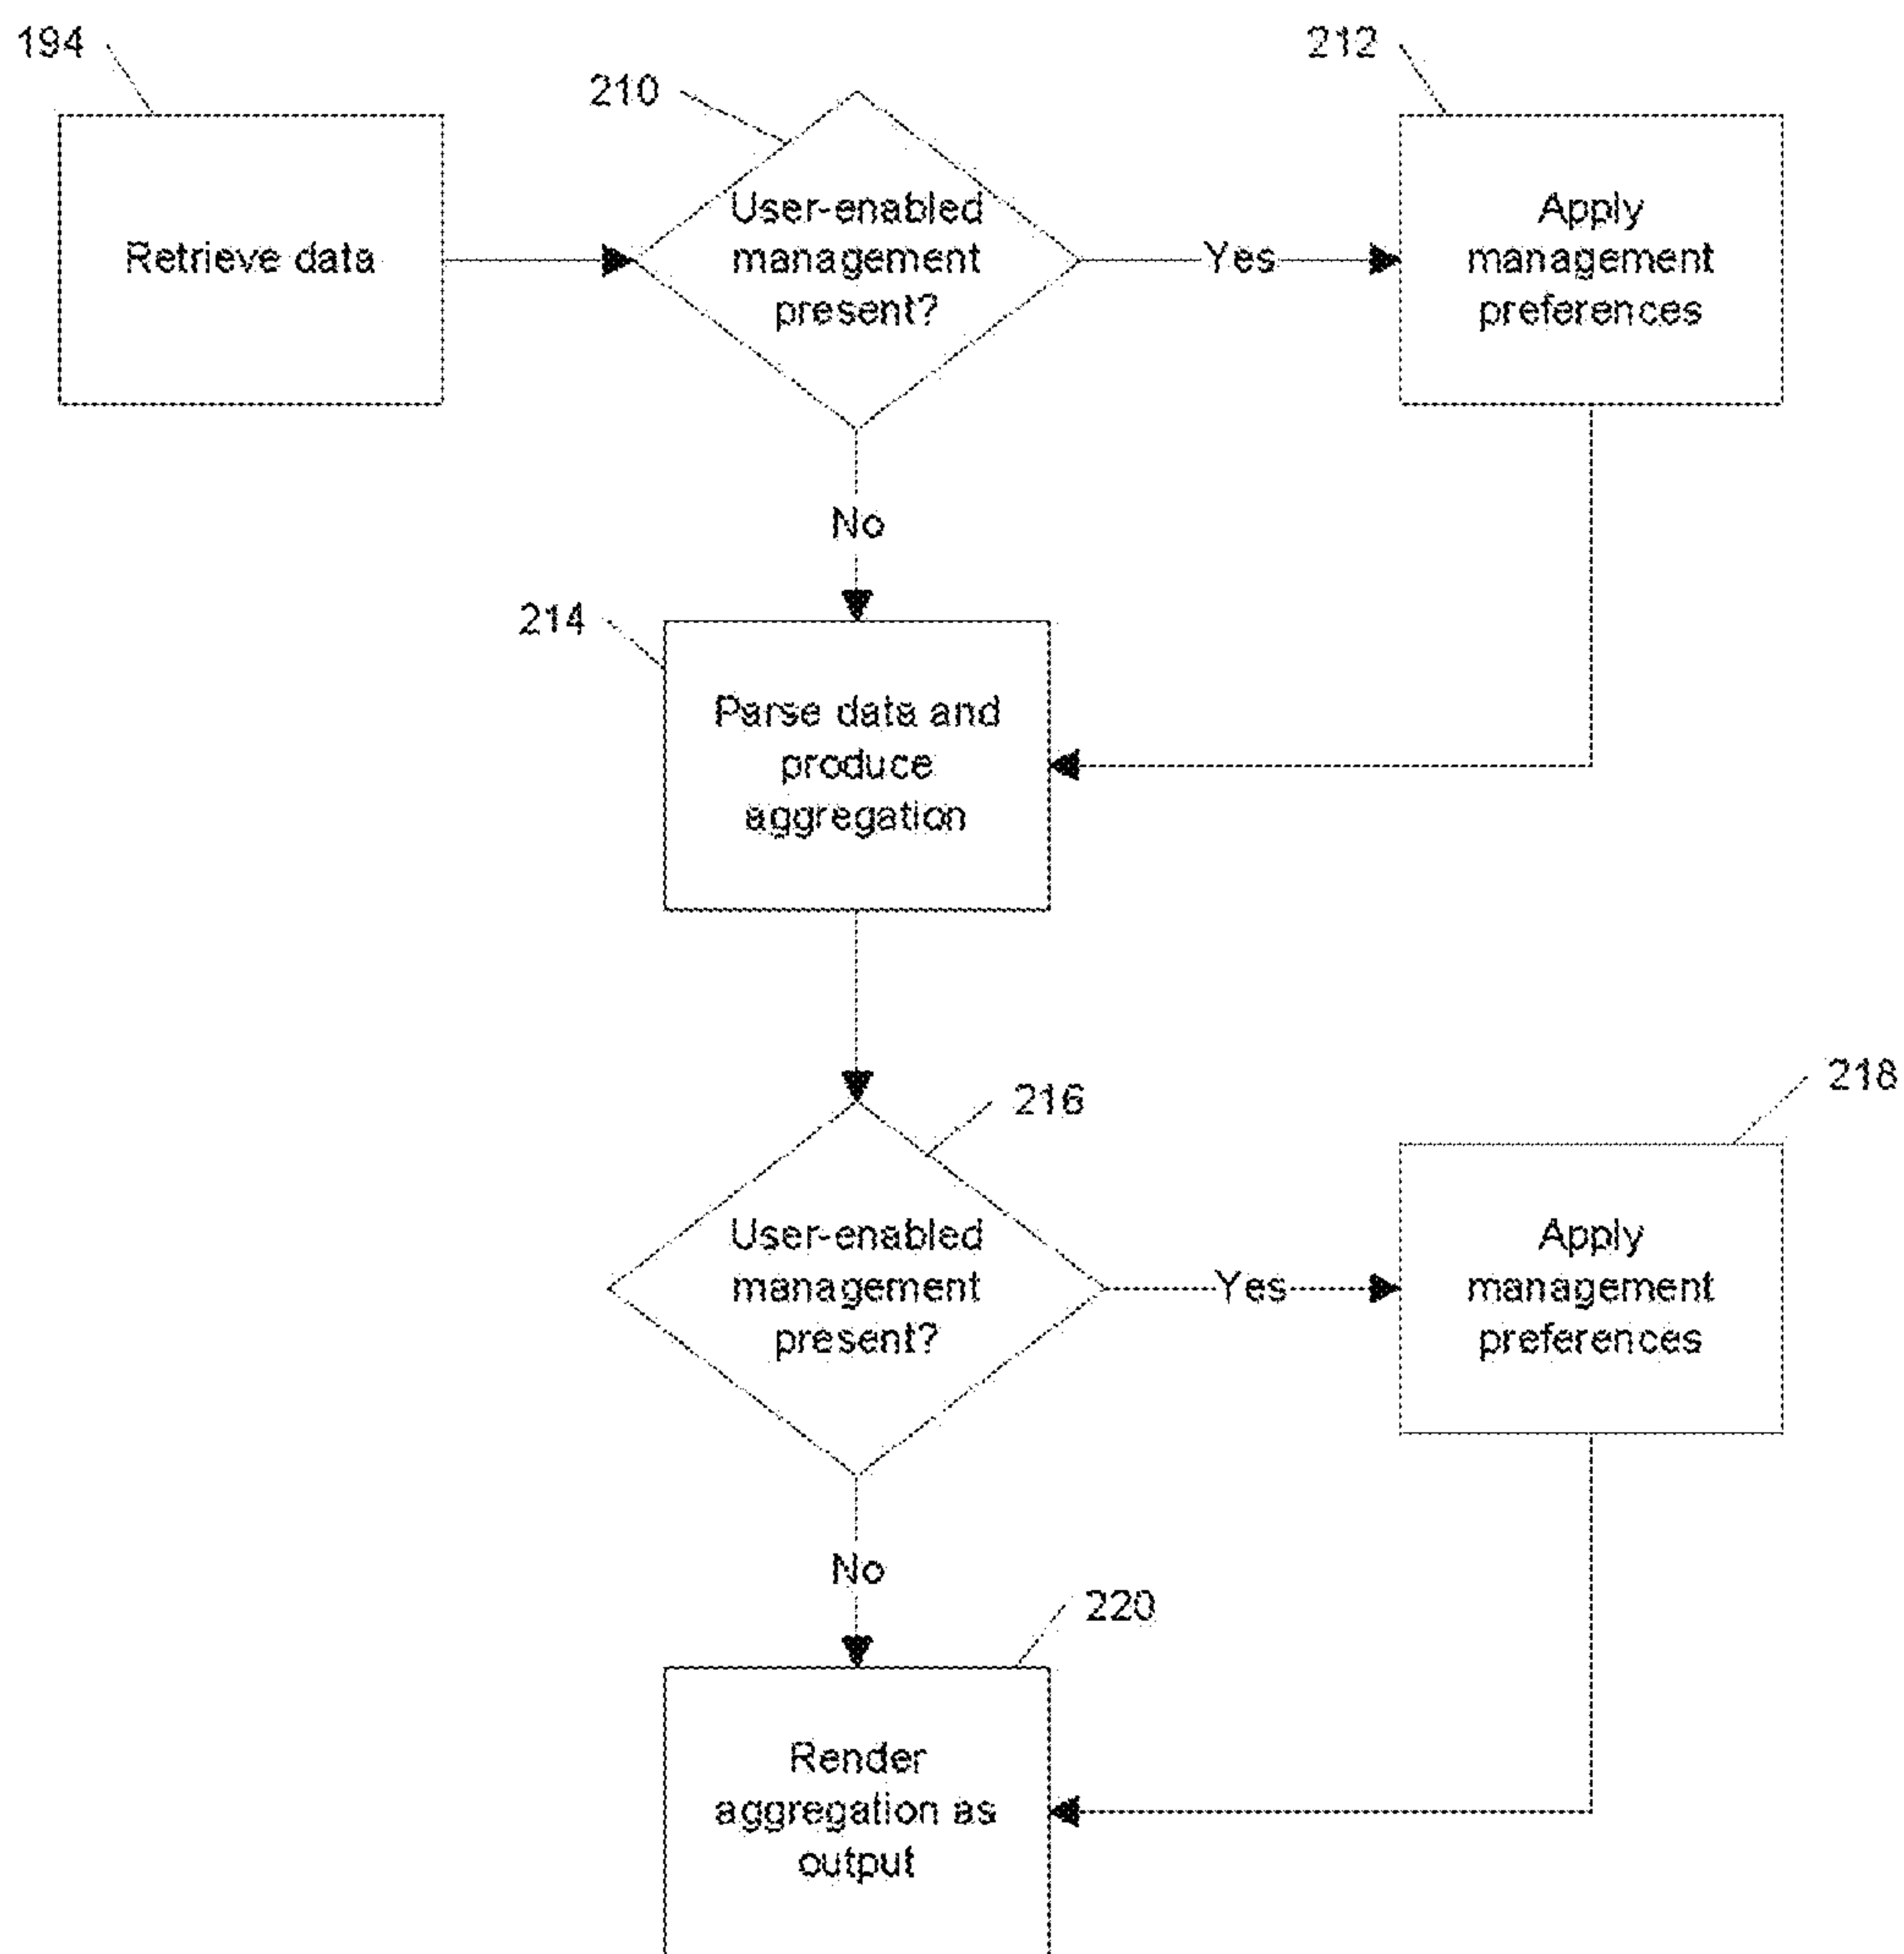 194
212
210
Retrieve data
User-enabled
management
present?
Yes
Apply
management
preferences
No
214
Parse data and
produce
aggregation
216
218
User-enabled
management
present?
Yes
Apply
management
preferences
No
220
Render
aggregation as
output